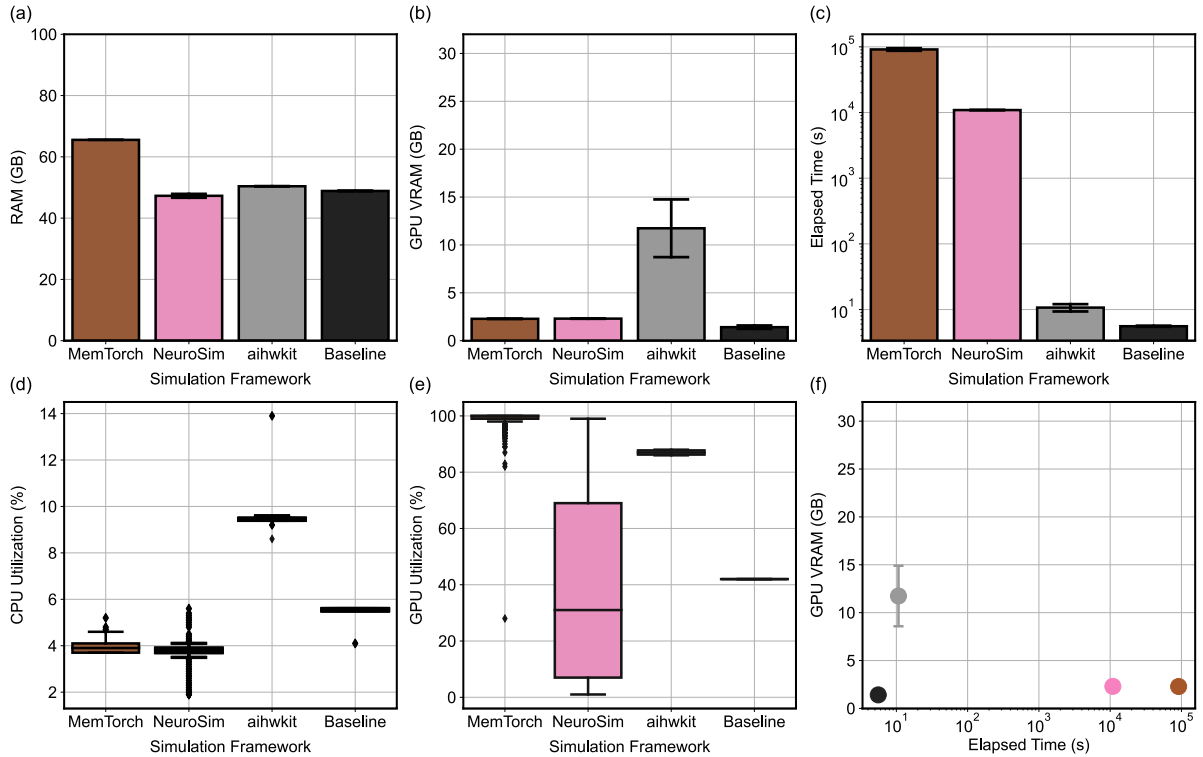 (a)
100
80
60
40
20
0
RAM (GB)
MemTorch NeuroSim aihwkit Baseline
Simulation Framework
(b)
30
25
20
15
10
5
0
GPU VRAM (GB)
MemTorch NeuroSim aihwkit Baseline
Simulation Framework
(c)
10^5
10^4
10^3
10^2
10^1
Elapsed Time (s)
MemTorch NeuroSim aihwkit Baseline
Simulation Framework
(d)
14
12
10
8
6
4
2
CPU Utilization (%)
MemTorch NeuroSim aihwkit Baseline
Simulation Framework
(e)
100
80
60
40
20
0
GPU Utilization (%)
MemTorch NeuroSim aihwkit Baseline
Simulation Framework
(f)
30
25
20
15
10
5
0
GPU VRAM (GB)
10^1 10^2 10^3 10^4 10^5
Elapsed Time (s)